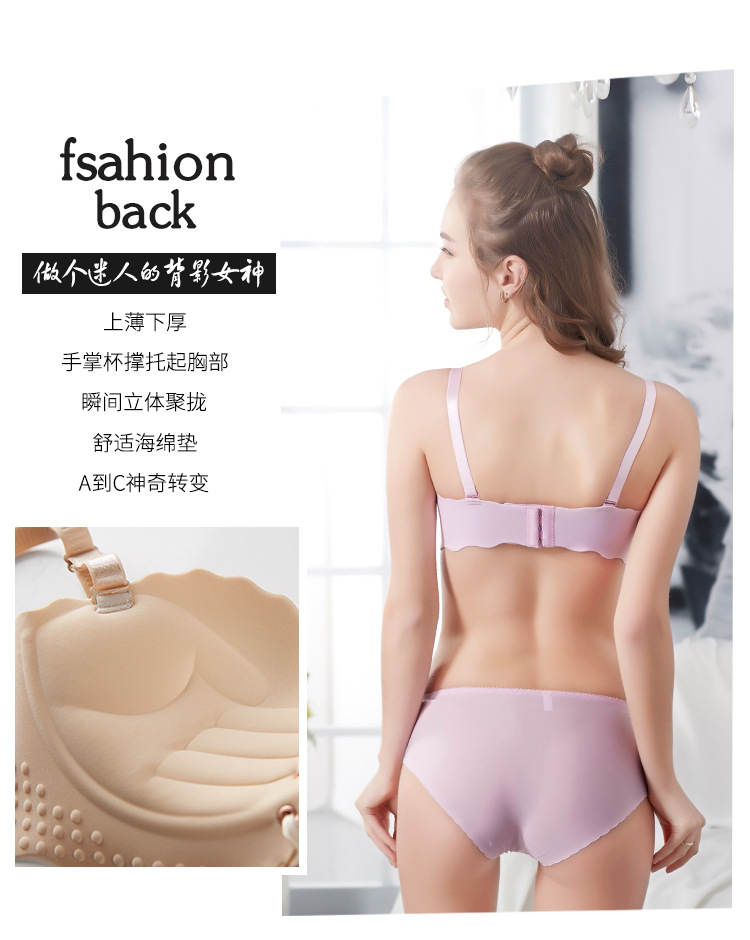 fsahion
back
做个迷人的背影女神
上薄下厚
手掌杯撑托起胸部
瞬间立体聚拢
舒适海绵垫
A到C神奇转变